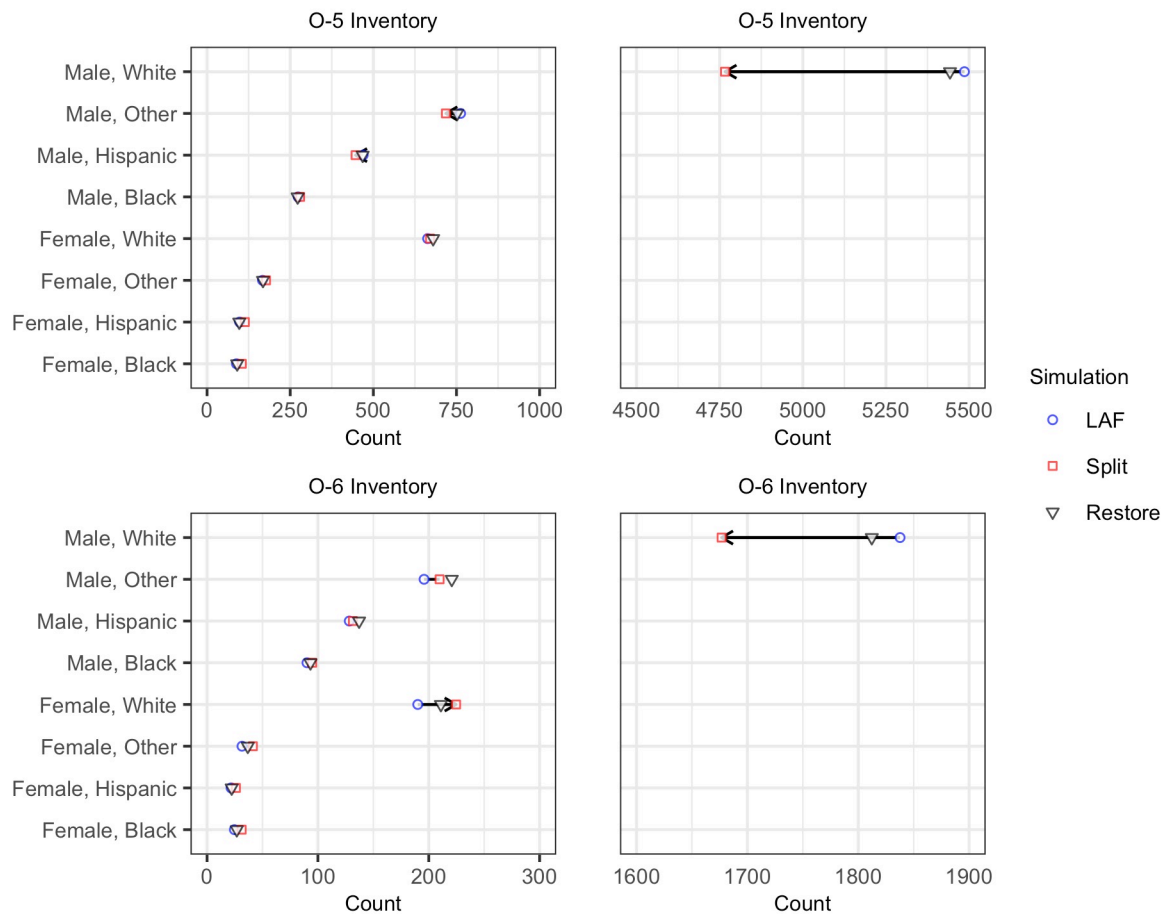 O-5 Inventory
O-5 Inventory
Male, White
Male, Other
Male, Hispanic
Male, Black
Female, White
Female, Other
Female, Hispanic
Female, Black
0 250 500 750 1000
4500 4750 5000 5250 5500
Count
Count
O-6 Inventory
O-6 Inventory
Male, White
Male, Other
Male, Hispanic
Male, Black
Female, White
Female, Other
Female, Hispanic
Female, Black
0 100 200 300
1600 1700 1800 1900
Count
Count
Simulation
LAF
Split
Restore